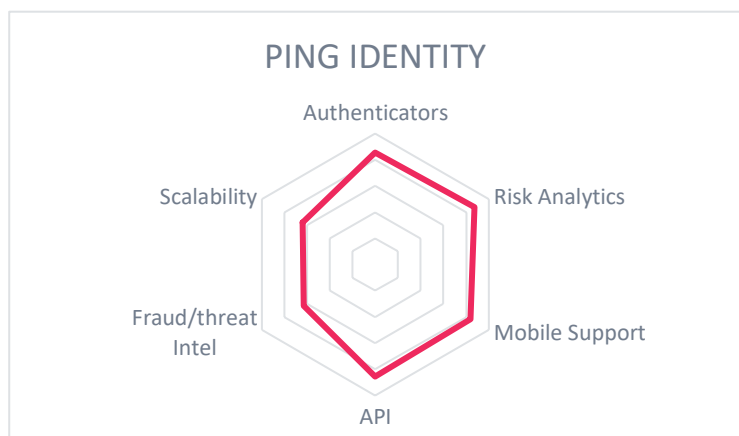 PING IDENTITY
Authenticators
Scalability
Risk Analytics
Fraud/threat
Intel
Mobile Support
API